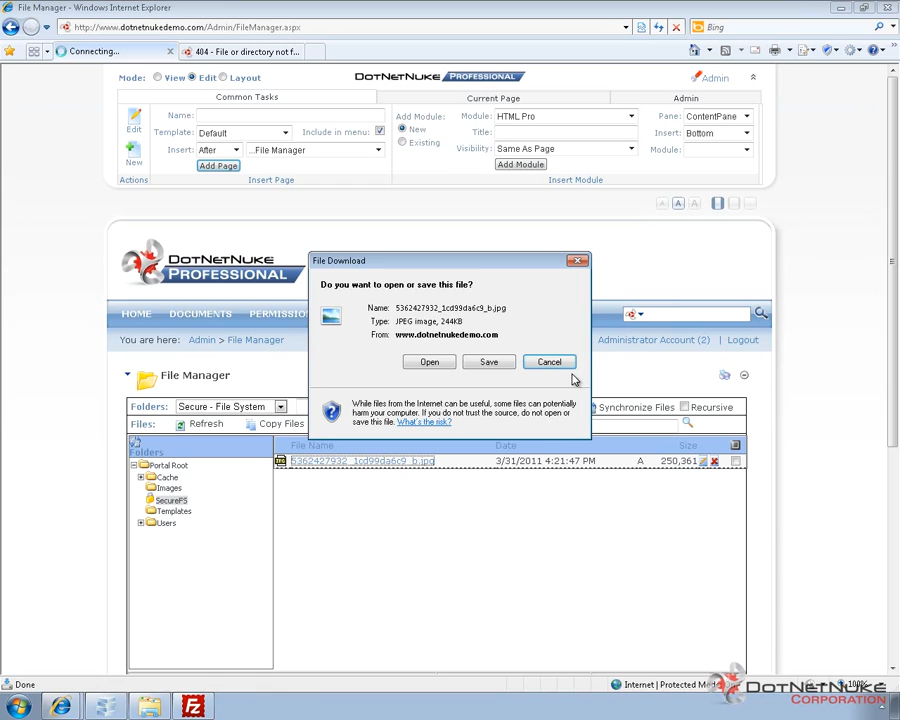 File Manager - Windows Internet Explorer
http://www.dotnetnukedemo.com/Admin/FileManager.aspx
Bing
Connecting...
404 - File or directory not f...
Mode: View Edit Layout
DOTNETNUKE PROFESSIONAL
Admin
Common Tasks
Current Page
Admin
Edit
New
Actions
Name:
Template: Default
Include in menu:
Insert: After
...File Manager
Add Page
Insert Page
Add Module:
New
Existing
Module: HTML Pro
Title:
Visibility: Same As Page
Add Module
Insert Module
Pane: ContentPane
Insert: Bottom
Module:
A A A
DOTNETNUKE
PROFESSIONAL
HOME DOCUMENTS PERMISSIO
You are here: Admin > File Manager
Administrator Account (2) | Logout
File Download
Do you want to open or save this file?
Name: 5362427932_1cd99da6c9_b.jpg
Type: JPEG image, 244KB
From: www.dotnetnukedemo.com
Open Save Cancel
While files from the Internet can be useful, some files can potentially
harm your computer. If you do not trust the source, do not open or
save this file. What's the risk?
File Manager
Folders: Secure - File System
Synchronize Files Recursive
Files: Refresh Copy Files
Folders
File Name Date Size
5362427932_1cd99da6c9_b.jpg 3/31/2011 4:21:47 PM A 250,361
Portal Root
Cache
Images
SecureFS
Templates
Users
Done
Internet | Protected Mod
100%
DOTNETNUKE
CORPORATION